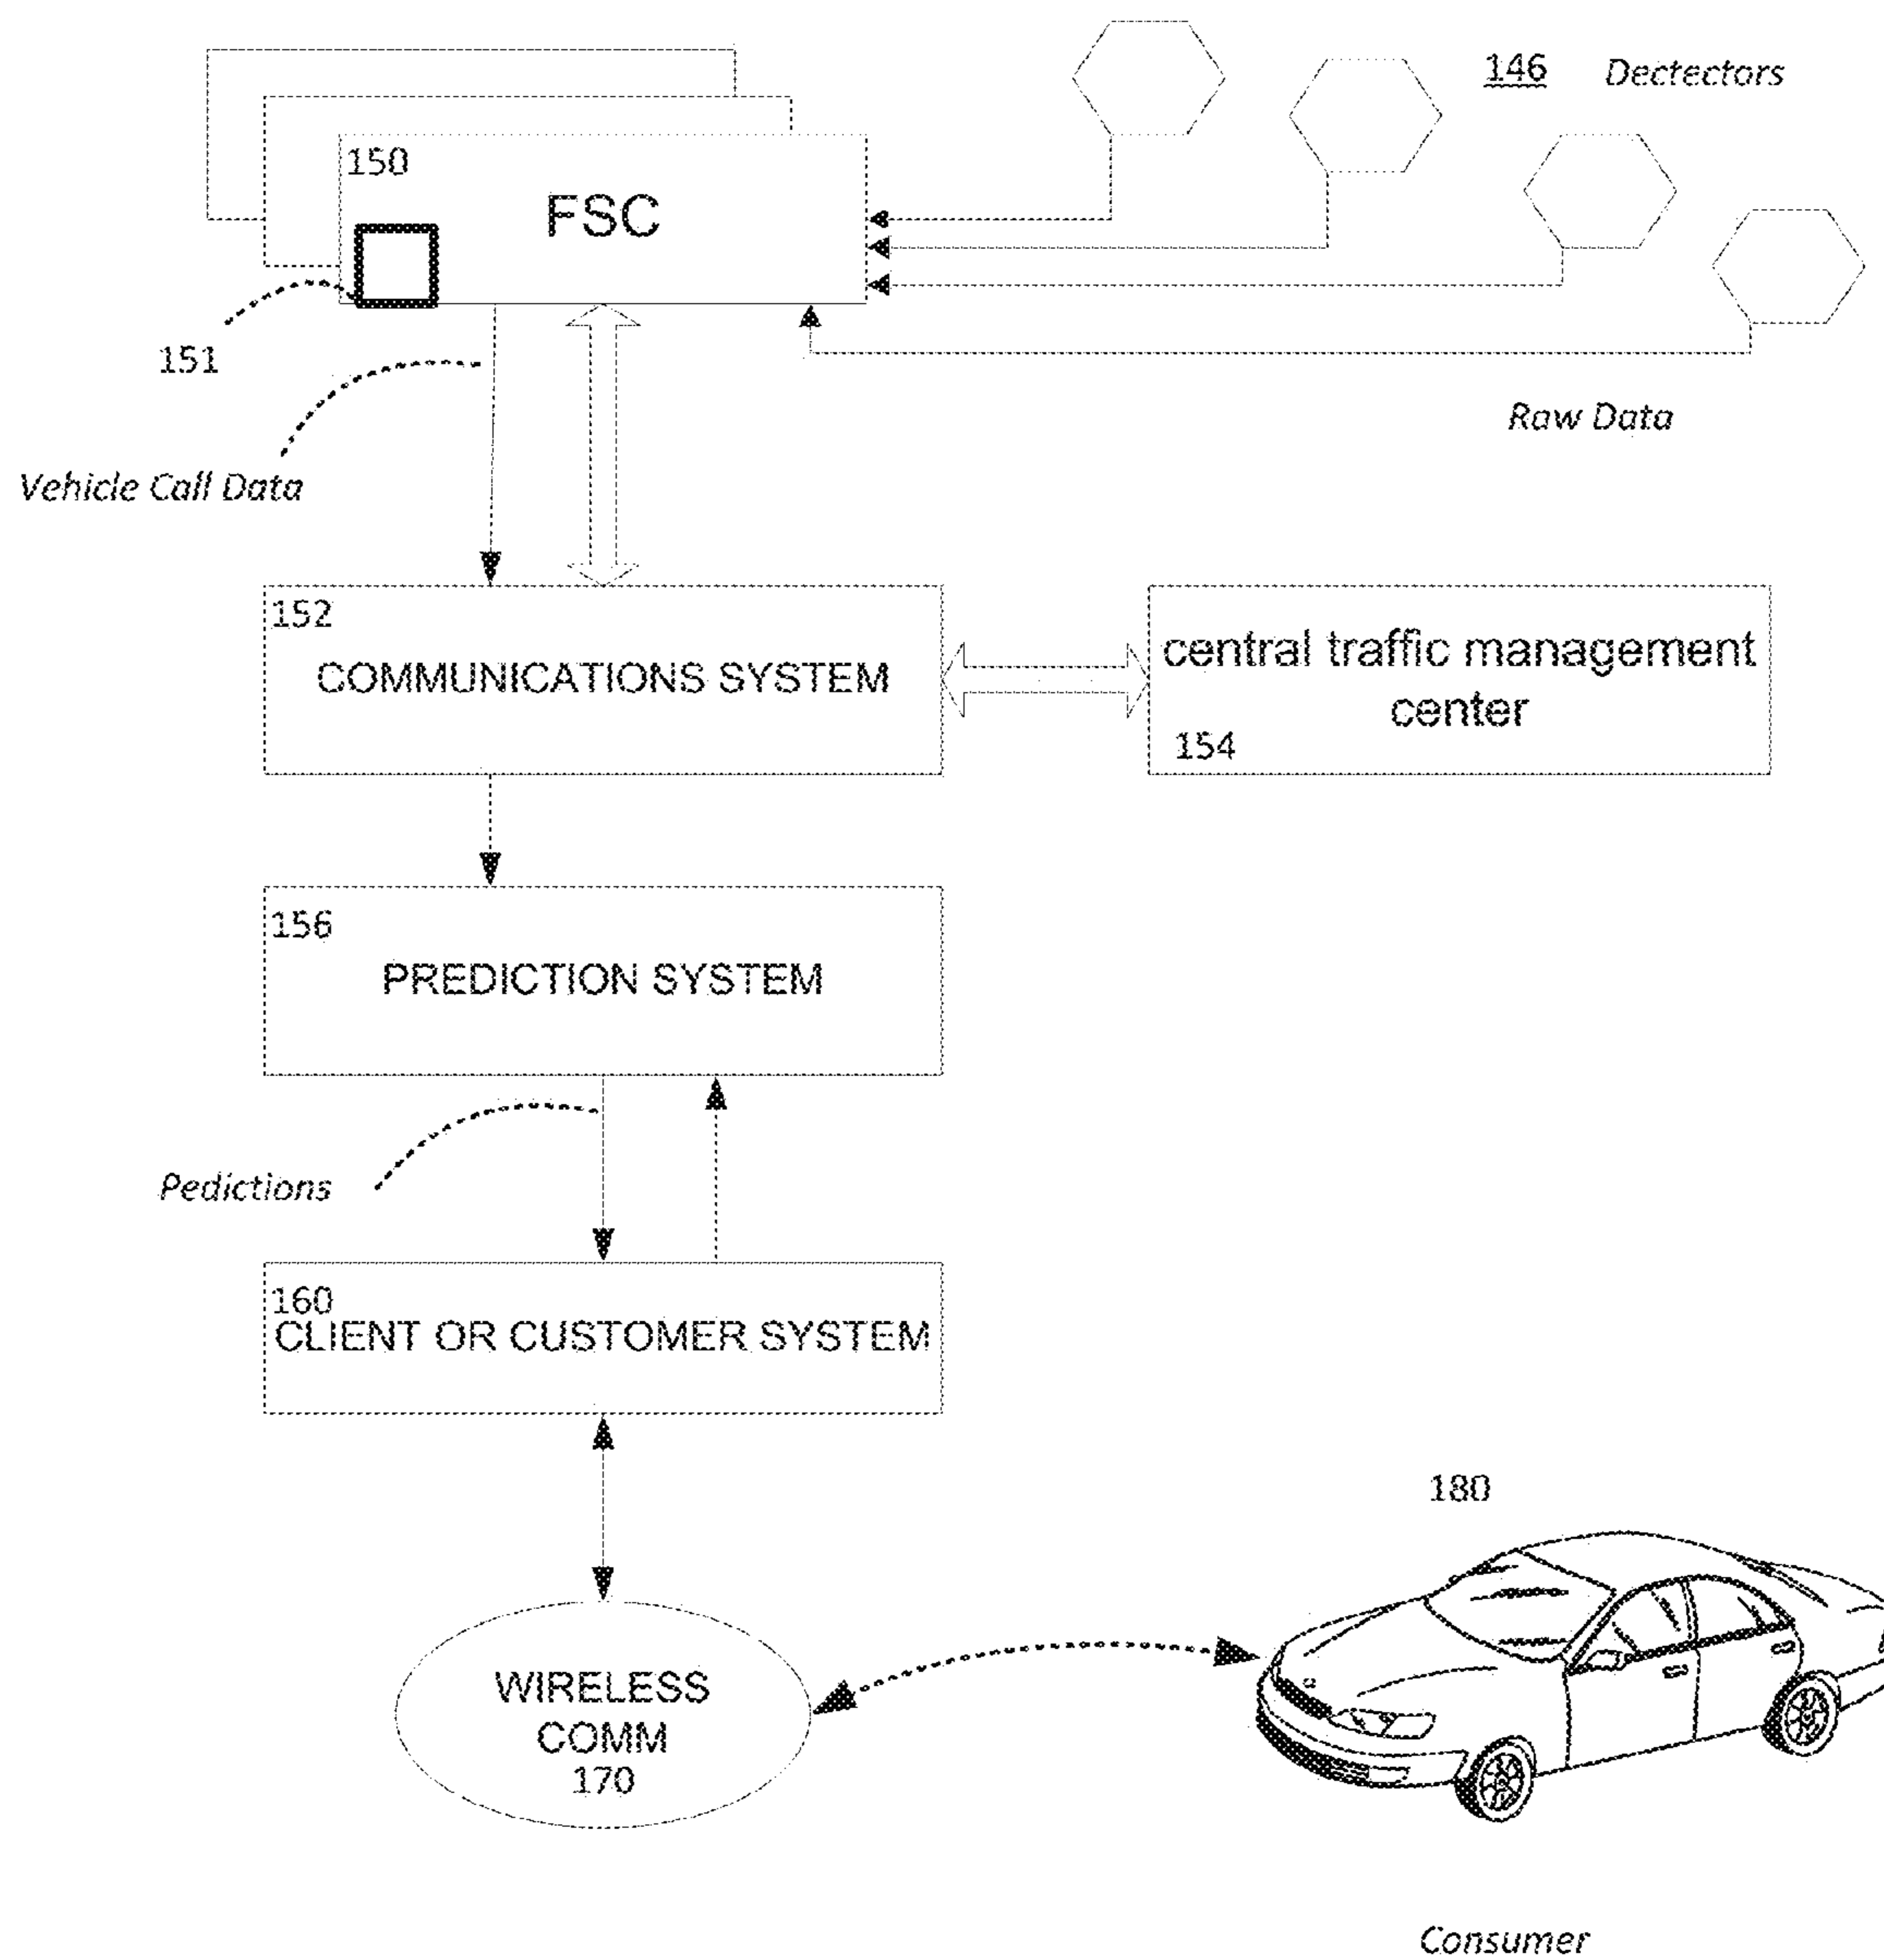 146 Dectectors
150
FSC
151
Raw Data
Vehicle Call Data
152
COMMUNICATIONS SYSTEM
central traffic management
center
154
156
PREDICTION SYSTEM
Pedictions
160
CLIENT OR CUSTOMER SYSTEM
180
WIRELESS
COMM
170
Consumer